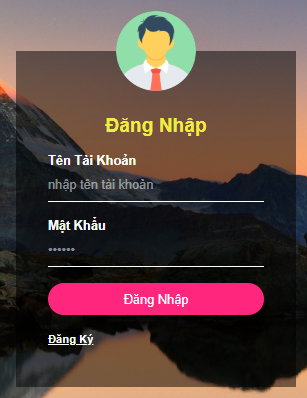 Đăng Nhập
Tên Tài Khoản
nhập tên tài khoản
Mật Khẩu
••••••
Đăng Nhập
Đăng Ký